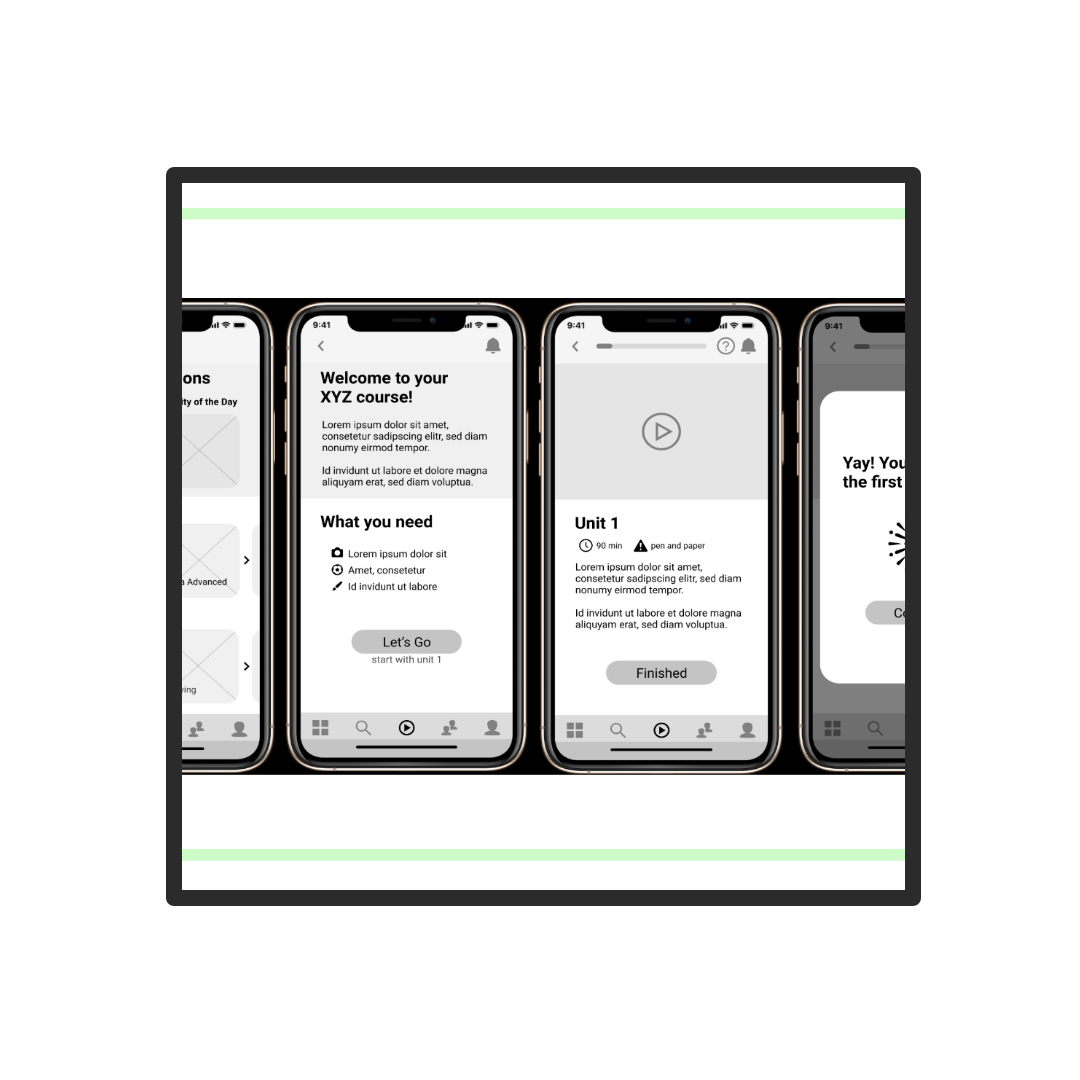 ons
ity of the Day
a Advanced
ving
9:41
Welcome to your
XYZ course!
Lorem ipsum dolor sit amet,
consetetur sadipscing elitr, sed diam
nonumy eirmod tempor.
Id invidunt ut labore et dolore magna
aliquyam erat, sed diam voluptua.
What you need
Lorem ipsum dolor sit
Amet, consetetur
Id invidunt ut labore
Let's Go
start with unit 1
9:41
Unit 1
90 min pen and paper
Lorem ipsum dolor sit amet,
consetetur sadipscing elitr, sed diam
nonumy eirmod tempor.
Id invidunt ut labore et dolore magna
aliquyam erat, sed diam voluptua.
Finished
9:41
Yay! You
the first
Co